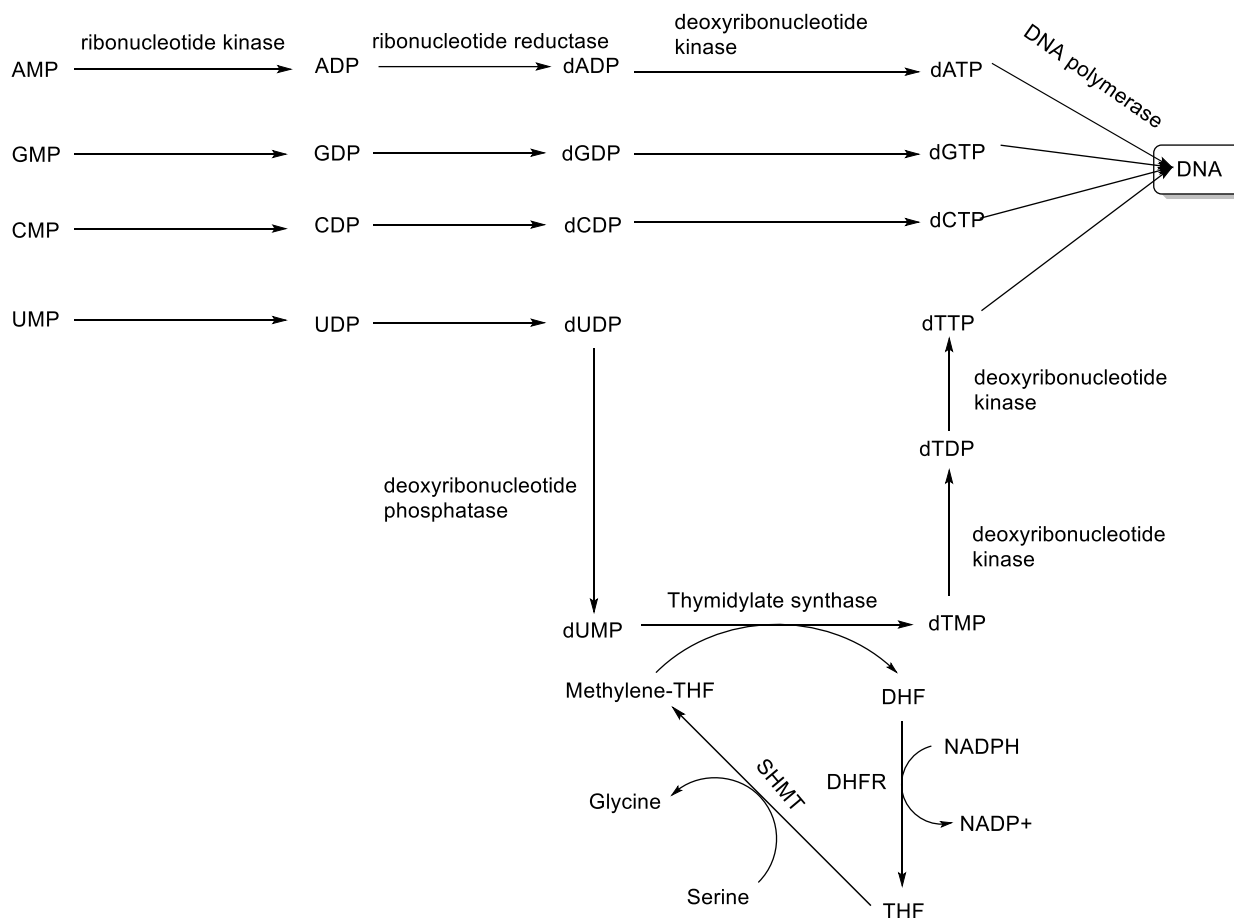 ribonucleotide kinase
ribonucleotide reductase
deoxyribonucleotide
kinase
DNA polymerase
AMP
ADP
dADP
dATP
GMP
GDP
dGDP
dGTP
DNA
CMP
CDP
dCDP
dCTP
UMP
UDP
dUDP
dTTP
deoxyribonucleotide
kinase
dTDP
deoxyribonucleotide
phosphatase
deoxyribonucleotide
kinase
Thymidylate synthase
dUMP
dTMP
Methylene-THF
DHF
NADPH
SHMT
DHFR
Glycine
NADP+
Serine
THF